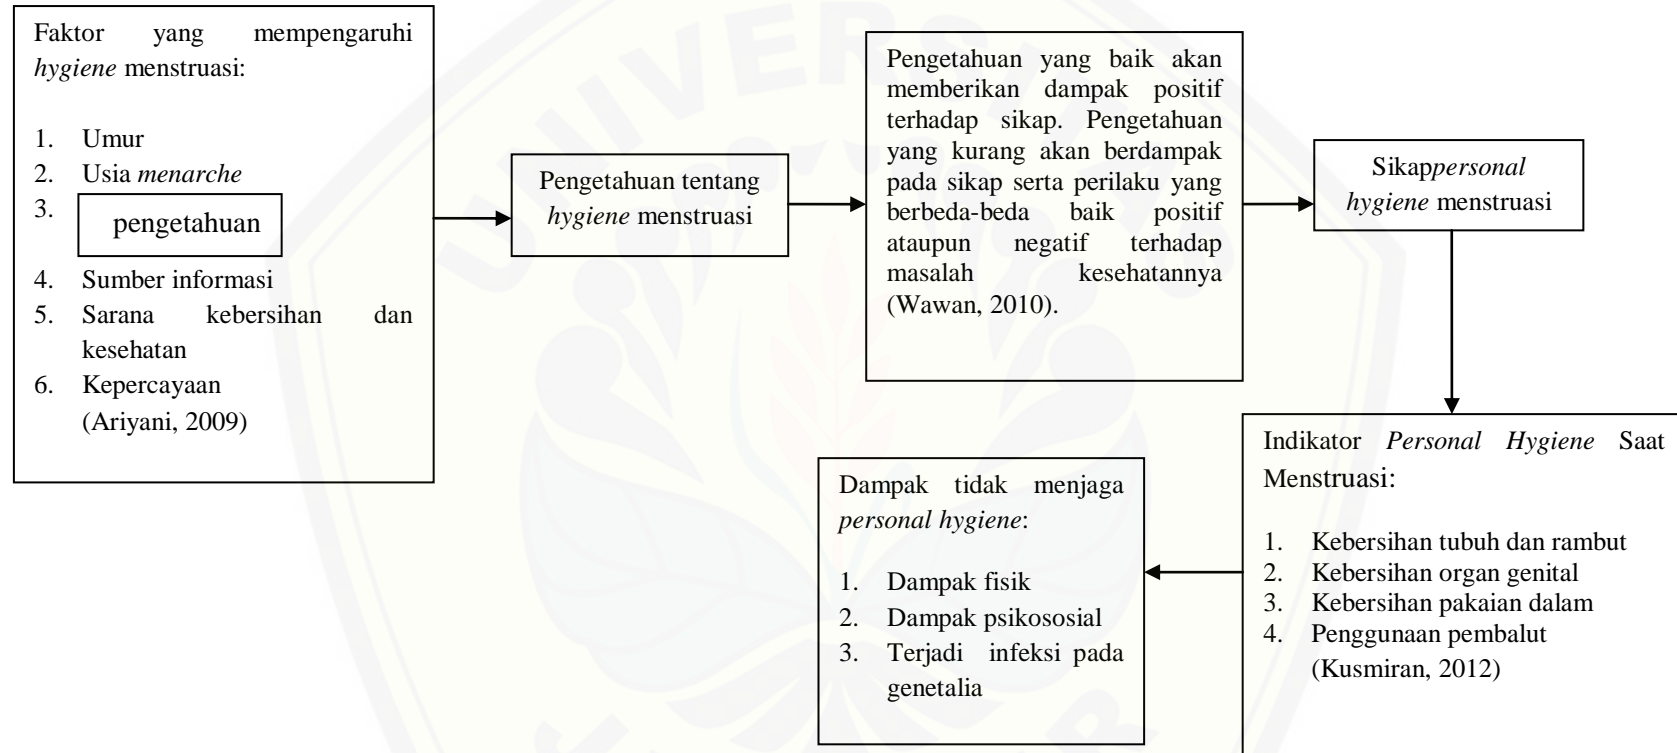 Faktor yang mempengaruhi
hygiene menstruasi:
1. Umur
2. Usia menarche
3. pengetahuan
4. Sumber informasi
5. Sarana kebersihan dan
kesehatan
6. Kepercayaan
(Ariyani, 2009)
Pengetahuan tentang
hygiene menstruasi
Pengetahuan yang baik akan
memberikan dampak positif
terhadap sikap. Pengetahuan
yang kurang akan berdampak
pada sikap serta perilaku yang
berbeda-beda baik positif
ataupun negatif terhadap
masalah kesehatannya
(Wawan, 2010).
Sikappersonal
hygiene menstruasi
Indikator Personal Hygiene Saat
Menstruasi:
1. Kebersihan tubuh dan rambut
2. Kebersihan organ genital
3. Kebersihan pakaian dalam
4. Penggunaan pembalut
(Kusmiran, 2012)
Dampak tidak menjaga
personal hygiene:
1. Dampak fisik
2. Dampak psikososial
3. Terjadi infeksi pada
genetalia